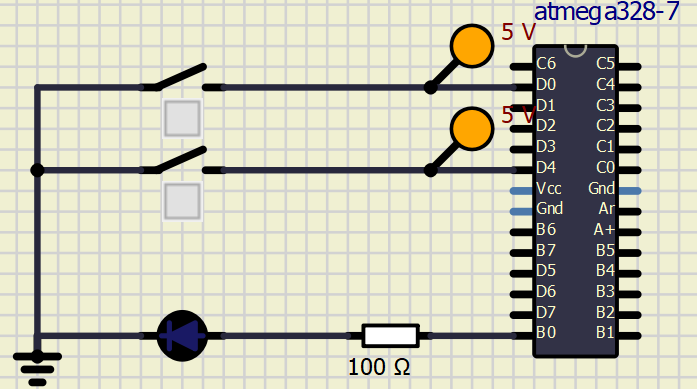 atmega328-7
5 V
C6 C5
D0 C4
5 V
D1 C3
D2 C2
D3 C1
D4 C0
Vcc Gnd
Gnd Ar
B6 A+
B7 B5
D5 B4
D6 B3
D7 B2
B0 B1
100 Ω